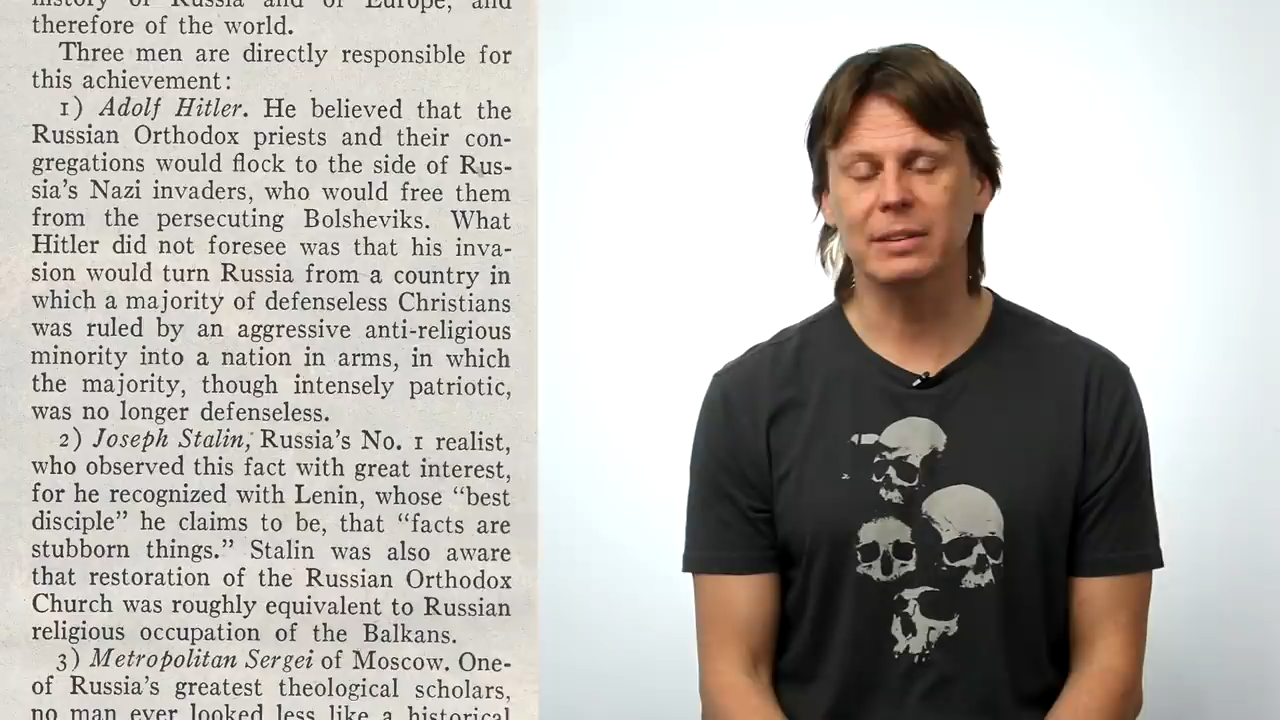 history of Russia and of Europe, and
therefore of the world.
Three men are directly responsible for
this achievement:
1) Adolf Hitler. He believed that the
Russian Orthodox priests and their con-
gregations would flock to the side of Rus-
sia's Nazi invaders, who would free them
from the persecuting Bolsheviks. What
Hitler did not foresee was that his inva-
sion would turn Russia from a country in
which a majority of defenseless Christians
was ruled by an aggressive anti-religious
minority into a nation in arms, in which
the majority, though intensely patriotic,
was no longer defenseless.
2) Joseph Stalin, Russia's No. 1 realist,
who observed this fact with great interest,
for he recognized with Lenin, whose "best
disciple" he claims to be, that "facts are
stubborn things." Stalin was also aware
that restoration of the Russian Orthodox
Church was roughly equivalent to Russian
religious occupation of the Balkans.
3) Metropolitan Sergei of Moscow. One-
of Russia's greatest theological scholars,
no man ever looked less like a historical